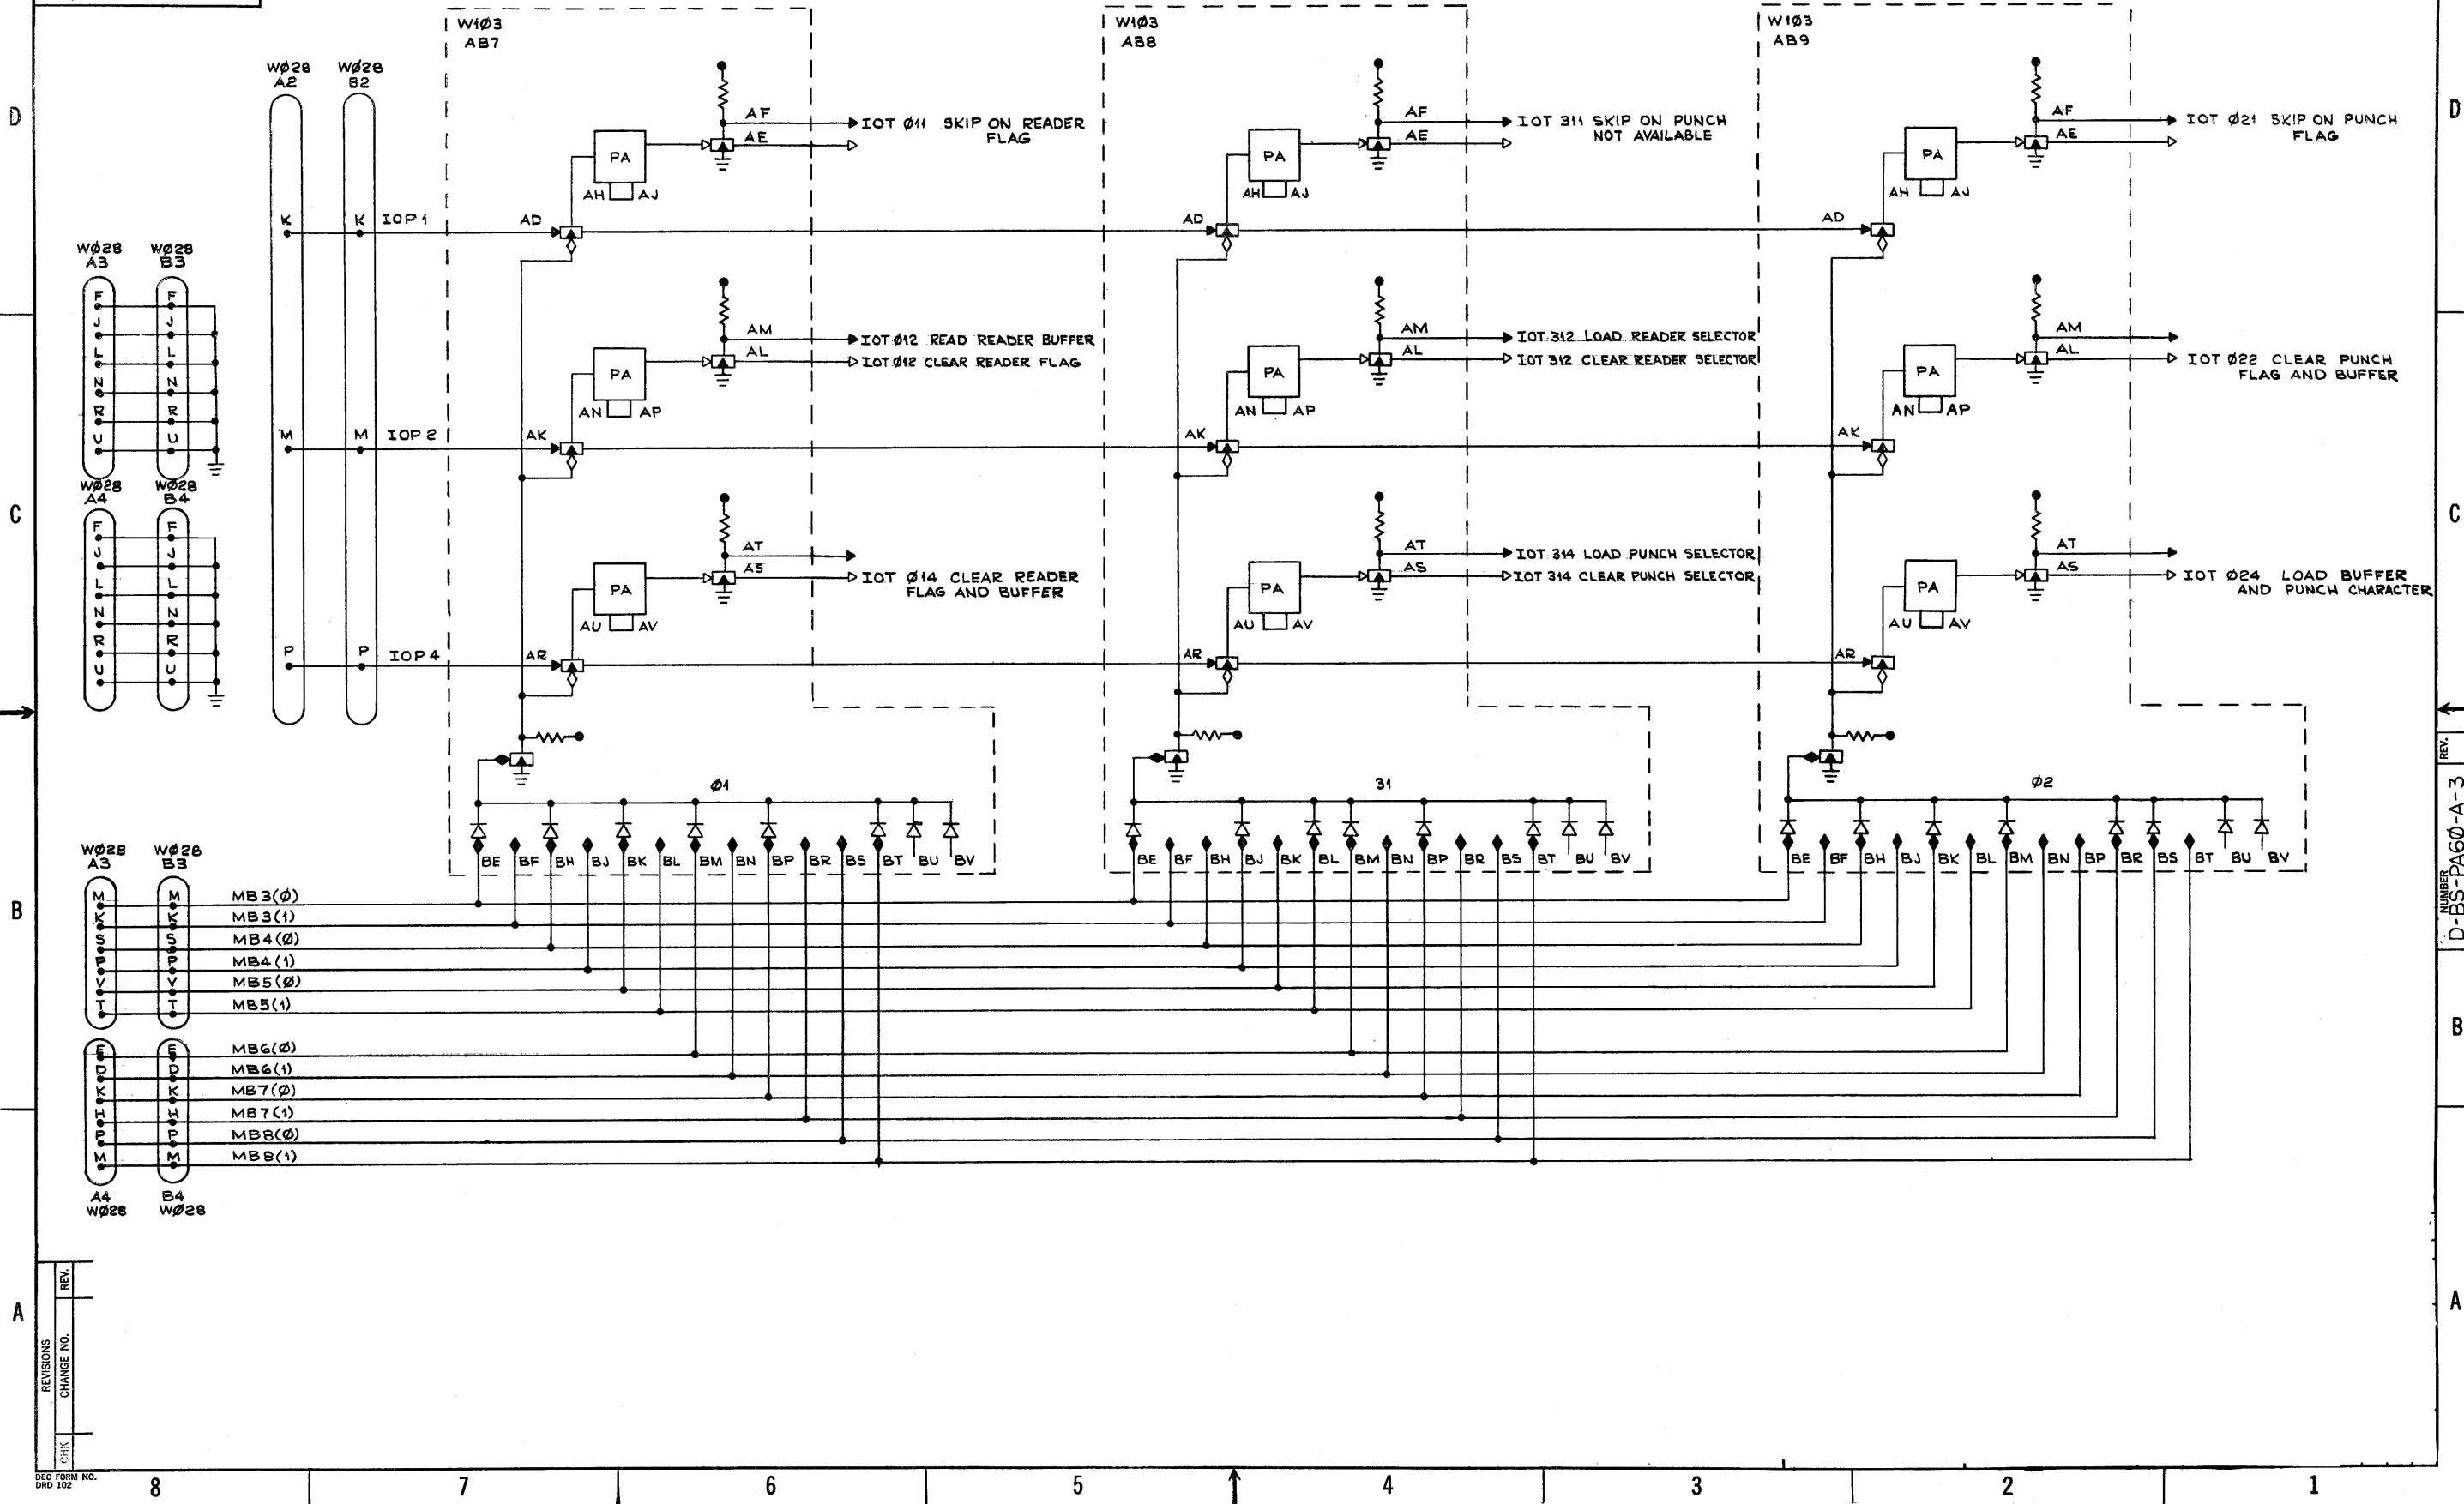 W1Ø3
AB7
W1Ø3
AB8
W1Ø3
AB9
WØ28
A2
WØ28
B2
D
D
AF
IOT Ø11 SKIP ON READER
FLAG
AE
PA
AH
AJ
AF
IOT 311 SKIP ON PUNCH
NOT AVAILABLE
AE
PA
AH
AJ
AF
IOT Ø21 SKIP ON PUNCH
FLAG
AE
PA
AH
AJ
K
K
IOP1
AD
AD
AD
WØ28
A3
WØ28
B3
F
F
J
J
L
L
N
N
R
R
U
U
AM
IOT Ø12 READ READER BUFFER
AL
IOT Ø12 CLEAR READER FLAG
PA
AN
AP
AM
IOT 312 LOAD READER SELECTOR
AL
IOT 312 CLEAR READER SELECTOR
PA
AN
AP
AM
AL
IOT Ø22 CLEAR PUNCH
FLAG AND BUFFER
PA
AN
AP
M
M
IOP 2
AK
AK
AK
WØ28
A4
WØ28
B4
C
C
F
F
J
J
L
L
N
N
R
R
U
U
AT
AS
IOT Ø14 CLEAR READER
FLAG AND BUFFER
PA
AU
AV
AT
IOT 314 LOAD PUNCH SELECTOR
AS
IOT 314 CLEAR PUNCH SELECTOR
PA
AU
AV
AT
AS
IOT Ø24 LOAD BUFFER
AND PUNCH CHARACTER
PA
AU
AV
P
P
IOP 4
AR
AR
AR
Ø1
31
Ø2
BE BF BH BJ BK BL BM BN BP BR BS BT BU BV
BE BF BH BJ BK BL BM BN BP BR BS BT BU BV
BE BF BH BJ BK BL BM BN BP BR BS BT BU BV
REV.
NUMBER
D-BS-PA6Ø-A-3
WØ28
A3
WØ28
B3
B
B
M M MB3(Ø)
K K MB3(1)
S S MB4(Ø)
P P MB4(1)
V V MB5(Ø)
T T MB5(1)
E E MB6(Ø)
D D MB6(1)
K K MB7(Ø)
H H MB7(1)
P P MB8(Ø)
M M MB8(1)
A4
WØ28
B4
WØ28
A
A
REVISIONS
CHK
CHANGE NO.
REV.
DEC FORM NO.
DRD 102
8 7 6 5 4 3 2 1